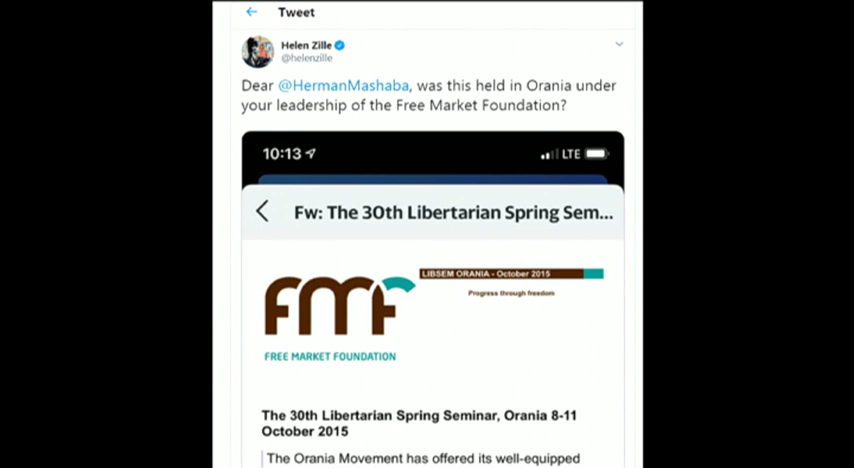 Tweet
Helen Zille
@helenzille
Dear @HermanMashaba, was this held in Orania under
your leadership of the Free Market Foundation?
10:13
LTE
Fw: The 30th Libertarian Spring Sem...
LIBSEM ORANIA - October 2015
Progress through freedom
FMF
FREE MARKET FOUNDATION
The 30th Libertarian Spring Seminar, Orania 8-11
October 2015
The Orania Movement has offered its well-equipped